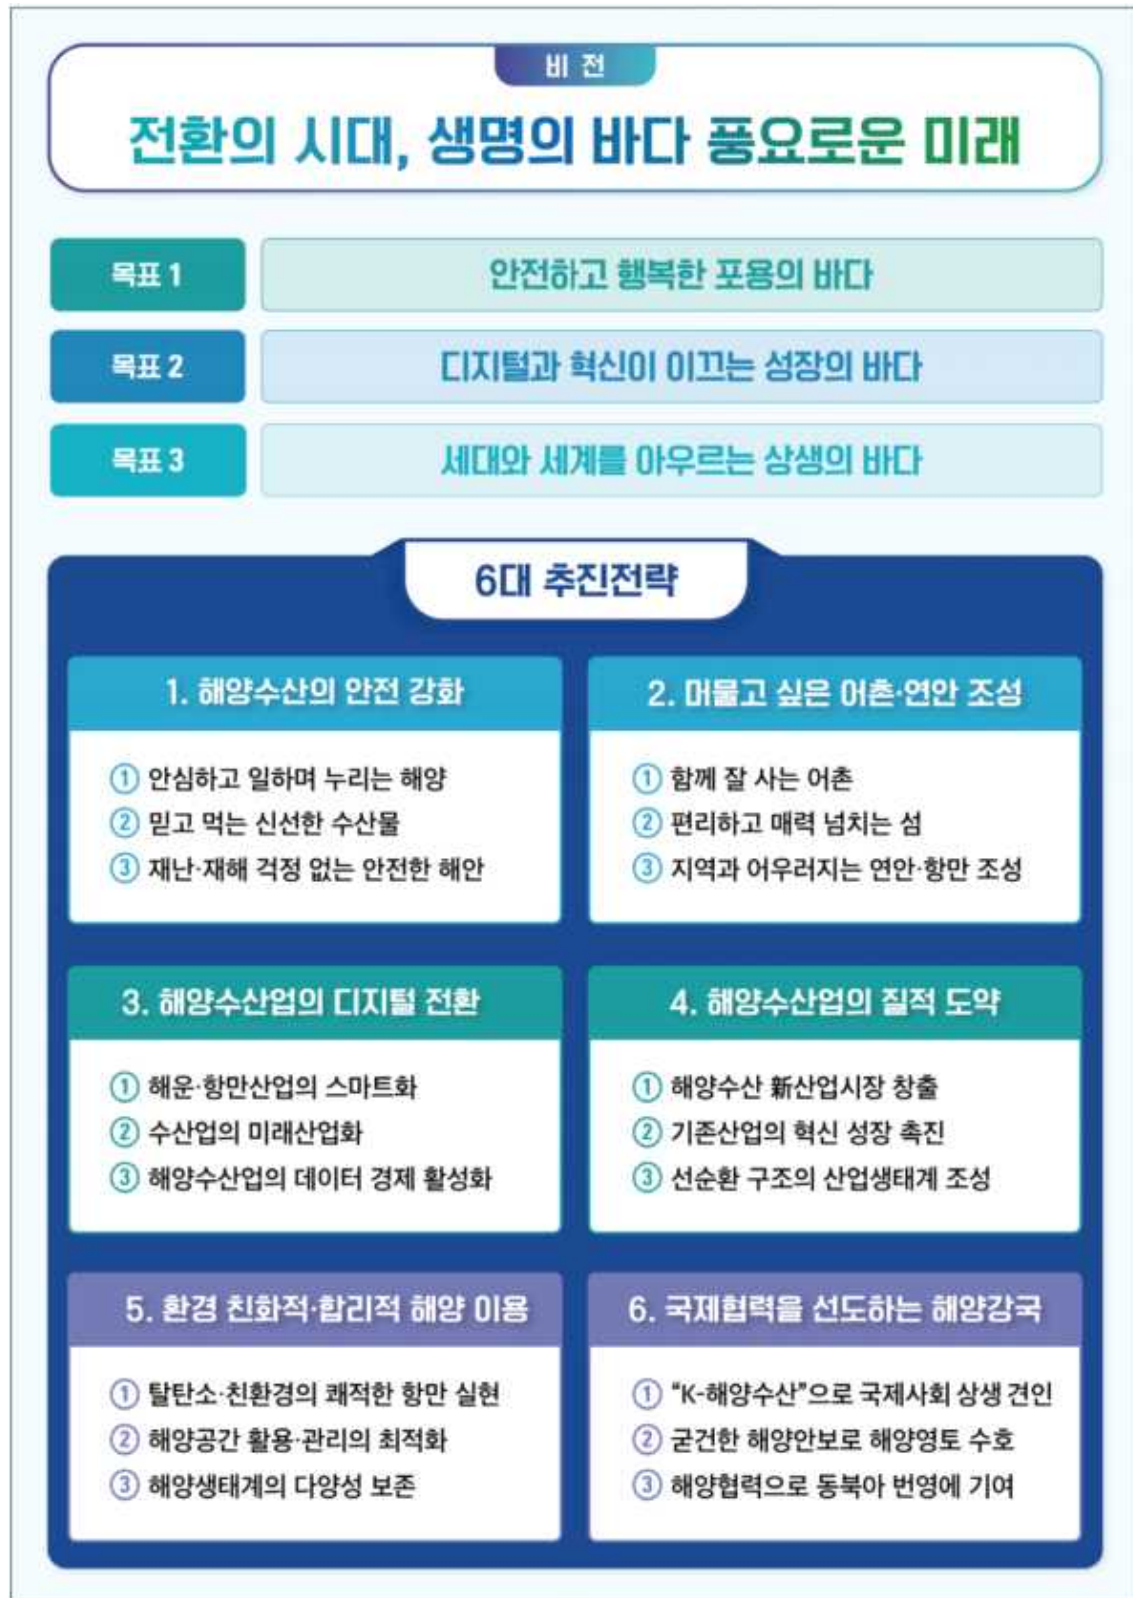 비 전
전환의 시대, 생명의 바다 풍요로운 미래
목표 1
안전하고 행복한 포용의 바다
목표 2
디지털과 혁신이 이끄는 성장의 바다
목표 3
세대와 세계를 아우르는 상생의 바다
6대 추진전략
1. 해양수산의 안전 강화
① 안심하고 일하며 누리는 해양
② 믿고 먹는 신선한 수산물
③ 재난·재해 걱정 없는 안전한 해안
2. 머물고 싶은 어촌·연안 조성
① 함께 잘 사는 어촌
② 편리하고 매력 넘치는 섬
③ 지역과 어우러지는 연안·항만 조성
3. 해양수산업의 디지털 전환
① 해운·항만산업의 스마트화
② 수산업의 미래산업화
③ 해양수산업의 데이터 경제 활성화
4. 해양수산업의 질적 도약
① 해양수산 新산업시장 창출
② 기존산업의 혁신 성장 촉진
③ 선순환 구조의 산업생태계 조성
5. 환경 친화적·합리적 해양 이용
① 탈탄소·친환경의 쾌적한 항만 실현
② 해양공간 활용·관리의 최적화
③ 해양생태계의 다양성 보존
6. 국제협력을 선도하는 해양강국
① “K-해양수산”으로 국제사회 상생 견인
② 굳건한 해양안보로 해양영토 수호
③ 해양협력으로 동북아 번영에 기여